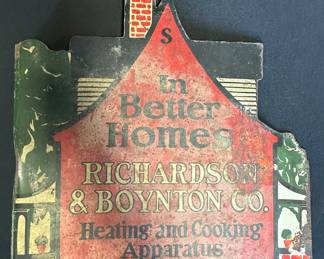 S
In
Better
Homes
RICHARDSON
& BOYNTON CO.
Heating and Cooking
Apparatus